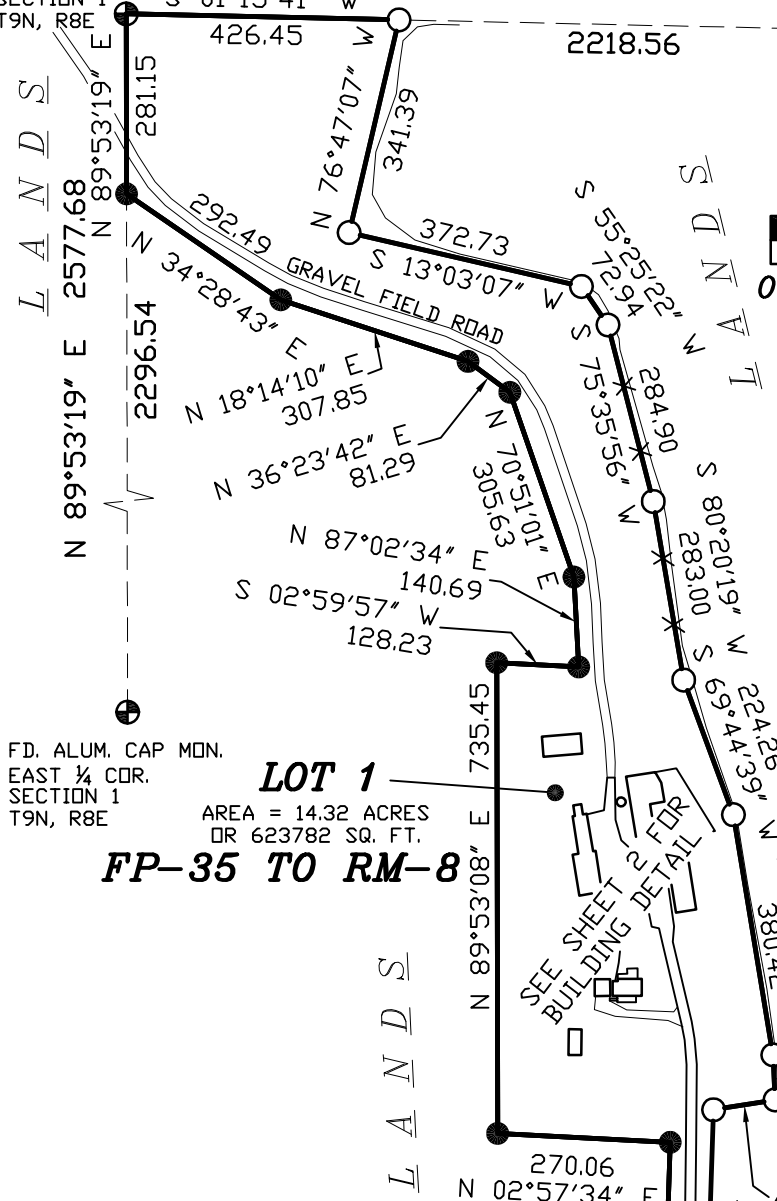 SECTION 1
T9N, R8E
S 01°15'41" W
426.45
2218.56
N 89°53'19" E
281.15
N 76°47'07" W
341.39
L A N D S
292.49
N 34°28'43" E
GRAVEL FIELD ROAD
372.73
S 13°03'07" W
S 55°25'22" W
72.94
L A N D S
0
N 89°53'19" E 2577.68
2296.54
N 18°14'10" E
307.85
N 36°23'42" E
81.29
N 70°51'01" E
305.63
S 75°35'56" W
284.90
N 87°02'34" E
140.69
S 02°59'57" W
128.23
S 80°20'19" W
283.00
S 69°44'39" W
224.26
FD. ALUM. CAP MON.
EAST ¼ COR.
SECTION 1
T9N, R8E
LOT 1
AREA = 14.32 ACRES
OR 623782 SQ. FT.
FP-35 TO RM-8
N 89°53'08" E 735.45
SEE SHEET 2 FOR
BUILDING DETAIL
380.42
L A N D S
270.06
N 02°57'34" E